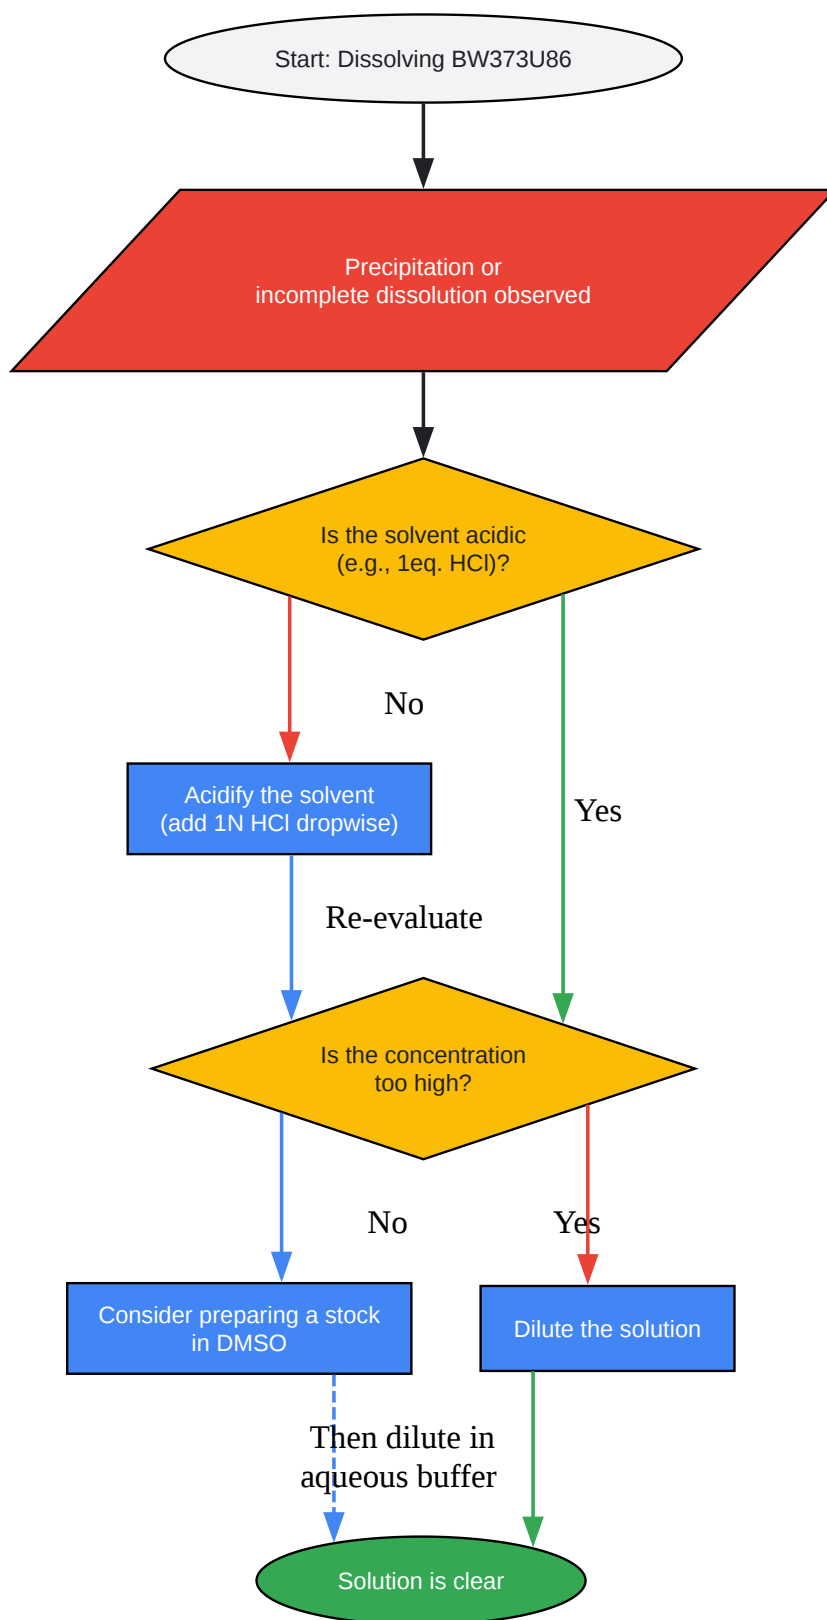 Start: Dissolving BW373U86
Precipitation or
incomplete dissolution observed
Is the solvent acidic
(e.g., 1eq. HCl)?
No
Acidify the solvent
(add 1N HCl dropwise)
Yes
Re-evaluate
Is the concentration
too high?
No
Yes
Consider preparing a stock
in DMSO
Dilute the solution
Then dilute in
aqueous buffer
Solution is clear